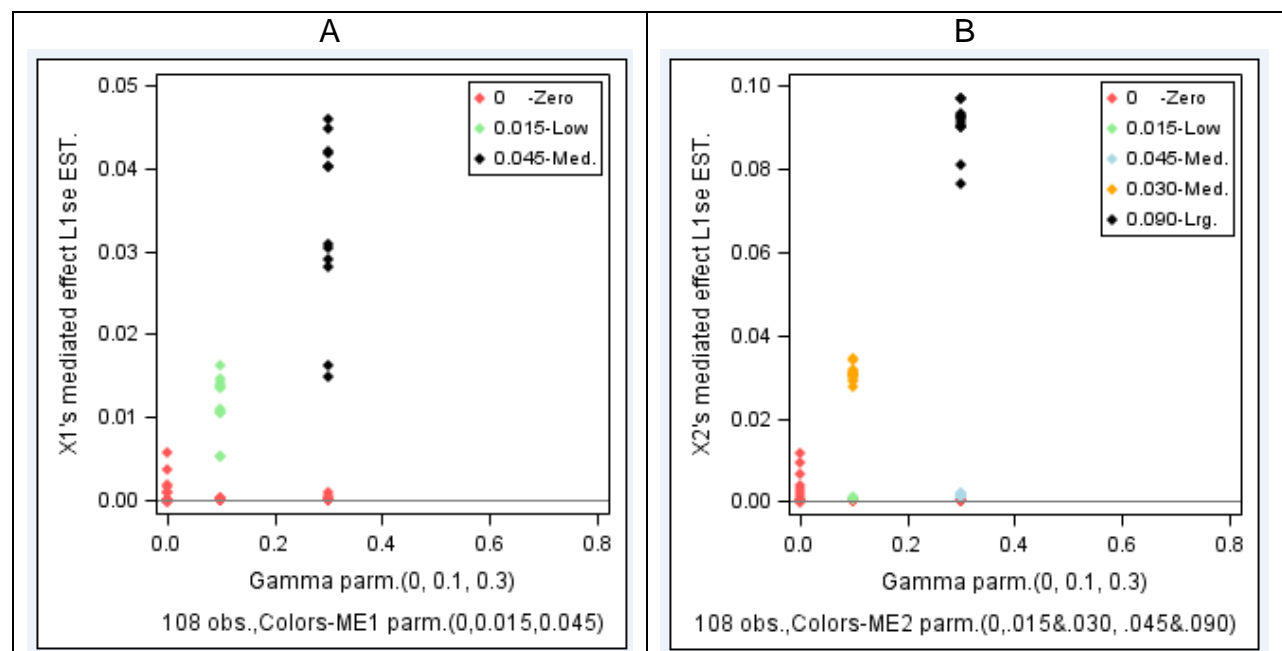 A
0.05
0.04
0.03
0.02
0.01
0.00
X1's mediated effect L1se EST.
0 -Zero
0.015-Low
0.045-Med.
0.0 0.2 0.4 0.6 0.8
Gamma parm.(0, 0.1, 0.3)
108 obs.,Colors-ME1 parm.(0,0.015,0.045)
B
0.10
0.08
0.06
0.04
0.02
0.00
X2's mediated effect L1se EST.
0 -Zero
0.015-Low
0.045-Med.
0.030-Med.
0.090-Lrg.
0.0 0.2 0.4 0.6 0.8
Gamma parm.(0, 0.1, 0.3)
108 obs.,Colors-ME2 parm.(0,.015&.030, .045&.090)